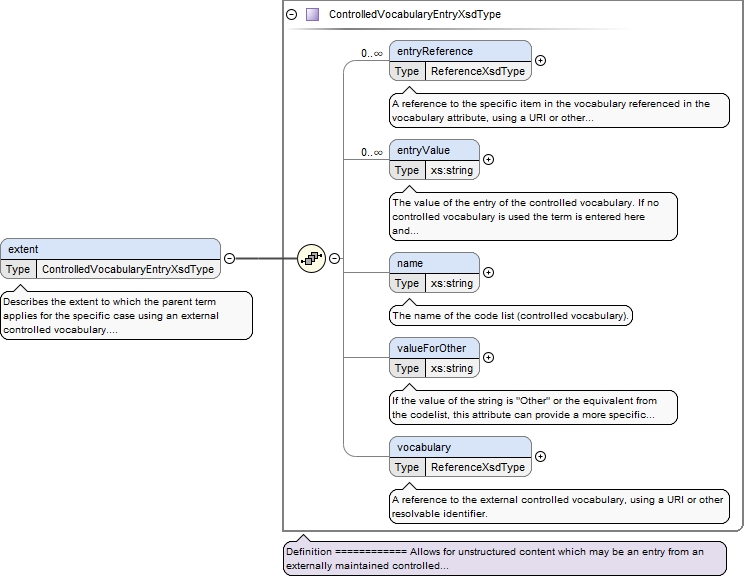 ControlledVocabularyEntryXsdType
0..∞
entryReference
Type ReferenceXsdType
A reference to the specific item in the vocabulary referenced in the
vocabulary attribute, using a URI or other...
0..∞
entryValue
Type xs:string
The value of the entry of the controlled vocabulary. If no
controlled vocabulary is used the term is entered here
and...
extent
Type ControlledVocabularyEntryXsdType
Describes the extent to which the parent term
applies for the specific case using an external
controlled vocabulary....
name
Type xs:string
The name of the code list (controlled vocabulary).
valueForOther
Type xs:string
If the value of the string is "Other" or the equivalent from
the codelist, this attribute can provide a more specific...
vocabulary
Type ReferenceXsdType
A reference to the external controlled vocabulary, using a URI or other
resolvable identifier.
Definition ============ Allows for unstructured content which may be an entry from an
externally maintained controlled...